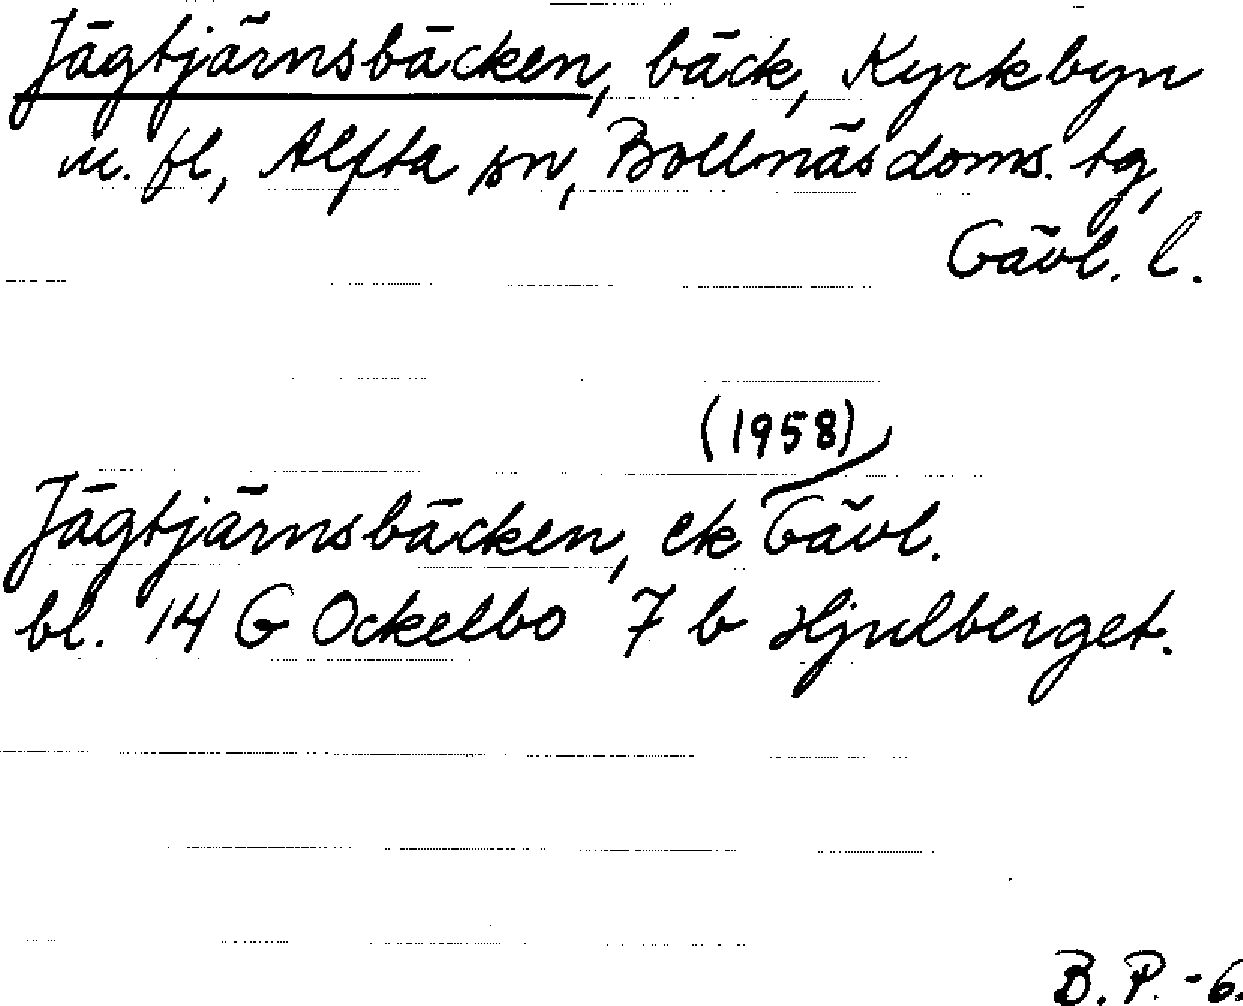 Jägtjärnsbäcken, bäck, Kyrkbyn
m. fl, Alfta sn, Bollnäs doms. tg,
Gävl. l.
(1958)
Jägtjärnsbäcken, ek Gävl.
bl. 14 G Ockelbo 7 b Hjulberget.
B. P. -6.